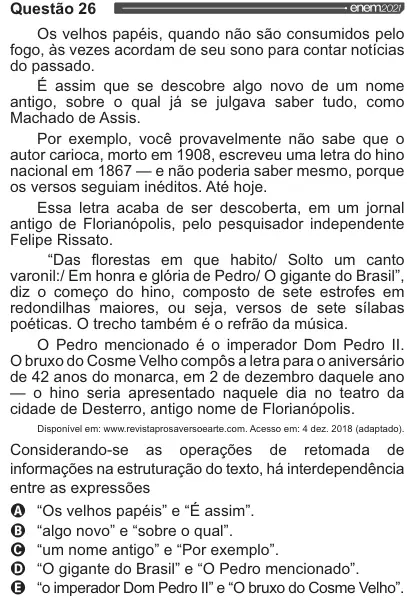 Questão 26 enem2021
Os velhos papéis, quando não são consumidos pelo
fogo, às vezes acordam de seu sono para contar notícias
do passado.
É assim que se descobre algo novo de um nome
antigo, sobre o qual já se julgava saber tudo, como
Machado de Assis.
Por exemplo, você provavelmente não sabe que o
autor carioca, morto em 1908, escreveu uma letra do hino
nacional em 1867 — e não poderia saber mesmo, porque
os versos seguiam inéditos. Até hoje.
Essa letra acaba de ser descoberta, em um jornal
antigo de Florianópolis, pelo pesquisador independente
Felipe Rissato.
“Das florestas em que habito/ Solto um canto
varonil:/ Em honra e glória de Pedro/ O gigante do Brasil”,
diz o começo do hino, composto de sete estrofes em
redondilhas maiores, ou seja, versos de sete sílabas
poéticas. O trecho também é o refrão da música.
O Pedro mencionado é o imperador Dom Pedro II.
O bruxo do Cosme Velho compôs a letra para o aniversário
de 42 anos do monarca, em 2 de dezembro daquele ano
— o hino seria apresentado naquele dia no teatro da
cidade de Desterro, antigo nome de Florianópolis.
Disponível em: www.revistaprosaversoearte.com. Acesso em: 4 dez. 2018 (adaptado).
Considerando-se as operações de retomada de
informações na estruturação do texto, há interdependência
entre as expressões
A “Os velhos papéis” e “É assim”.
B “algo novo” e “sobre o qual”.
C “um nome antigo” e “Por exemplo”.
D “O gigante do Brasil” e “O Pedro mencionado”.
E “o imperador Dom Pedro II” e “O bruxo do Cosme Velho”.